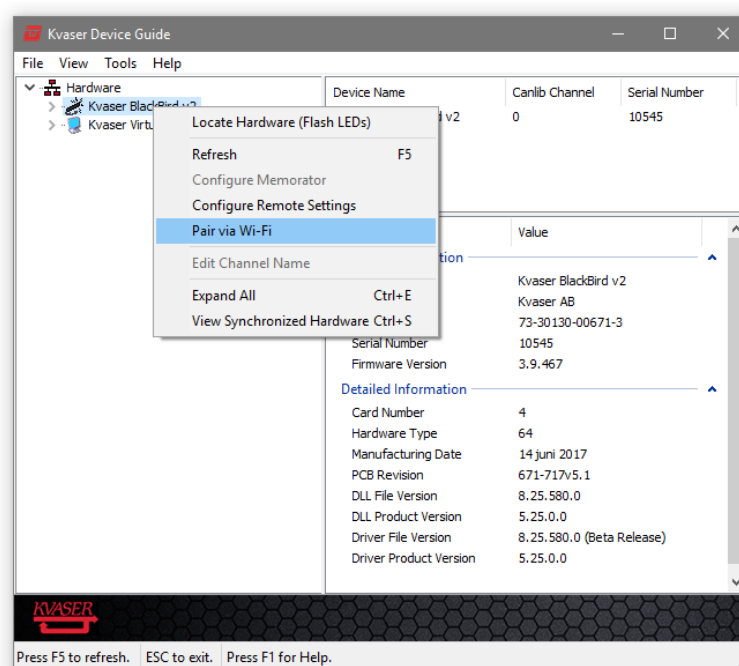 Kvaser Device Guide
File View Tools Help
Hardware
Kvaser BlackBird v2
Kvaser Virtu
Locate Hardware (Flash LEDs)
Refresh F5
Configure Memorator
Configure Remote Settings
Pair via Wi-Fi
Edit Channel Name
Expand All Ctrl+E
View Synchronized Hardware Ctrl+S
Device Name Canlib Channel Serial Number
v2 0 10545
Value
tion
Kvaser BlackBird v2
Kvaser AB
73-30130-00671-3
Serial Number 10545
Firmware Version 3.9.467
Detailed Information
Card Number 4
Hardware Type 64
Manufacturing Date 14 juni 2017
PCB Revision 671-717v5.1
DLL File Version 8.25.580.0
DLL Product Version 5.25.0.0
Driver File Version 8.25.580.0 (Beta Release)
Driver Product Version 5.25.0.0
KVASER
Press F5 to refresh. ESC to exit. Press F1 for Help.